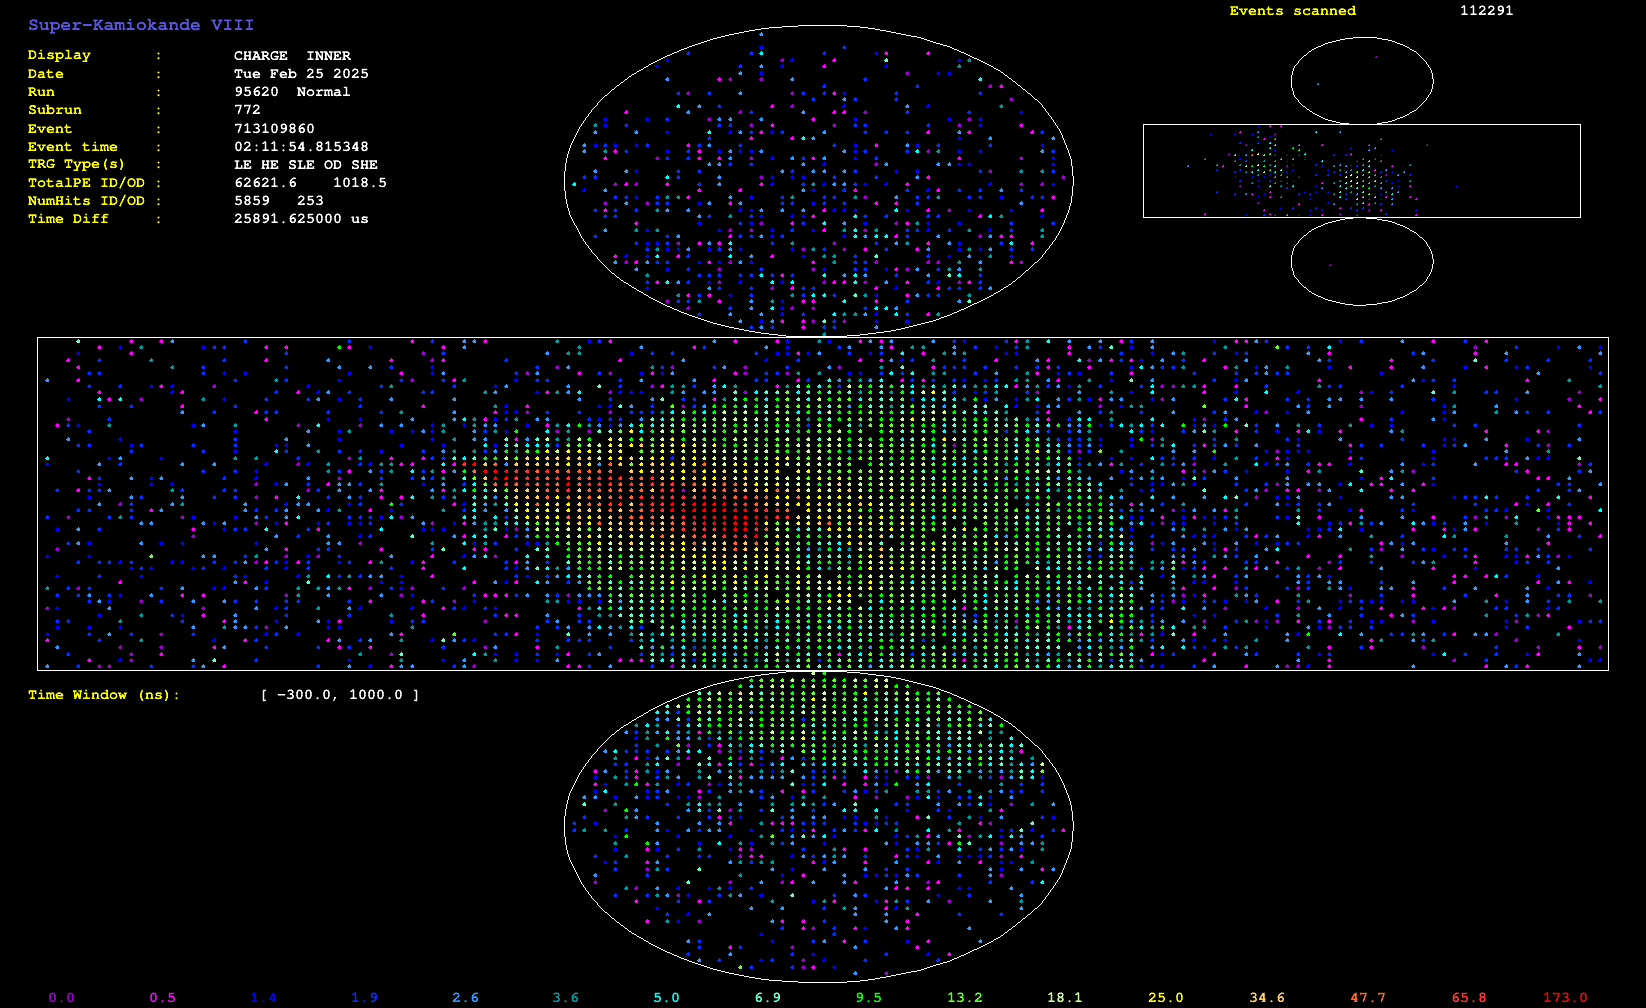 Super-Kamiokande VIII
Events scanned 112291
Display : CHARGE INNER
Date : Tue Feb 25 2025
Run : 95620 Normal
Subrun : 772
Event : 713109860
Event time : 02:11:54.815348
TRG Type(s) : LE HE SLE OD SHE
TotalPE ID/OD : 62621.6 1018.5
NumHits ID/OD : 5859 253
Time Diff : 25891.625000 us
Time Window (ns): [ -300.0, 1000.0 ]
0.0 0.5 1.4 1.9 2.6 3.6 5.0 6.9 9.5 13.2 18.1 25.0 34.6 47.7 65.8 173.0